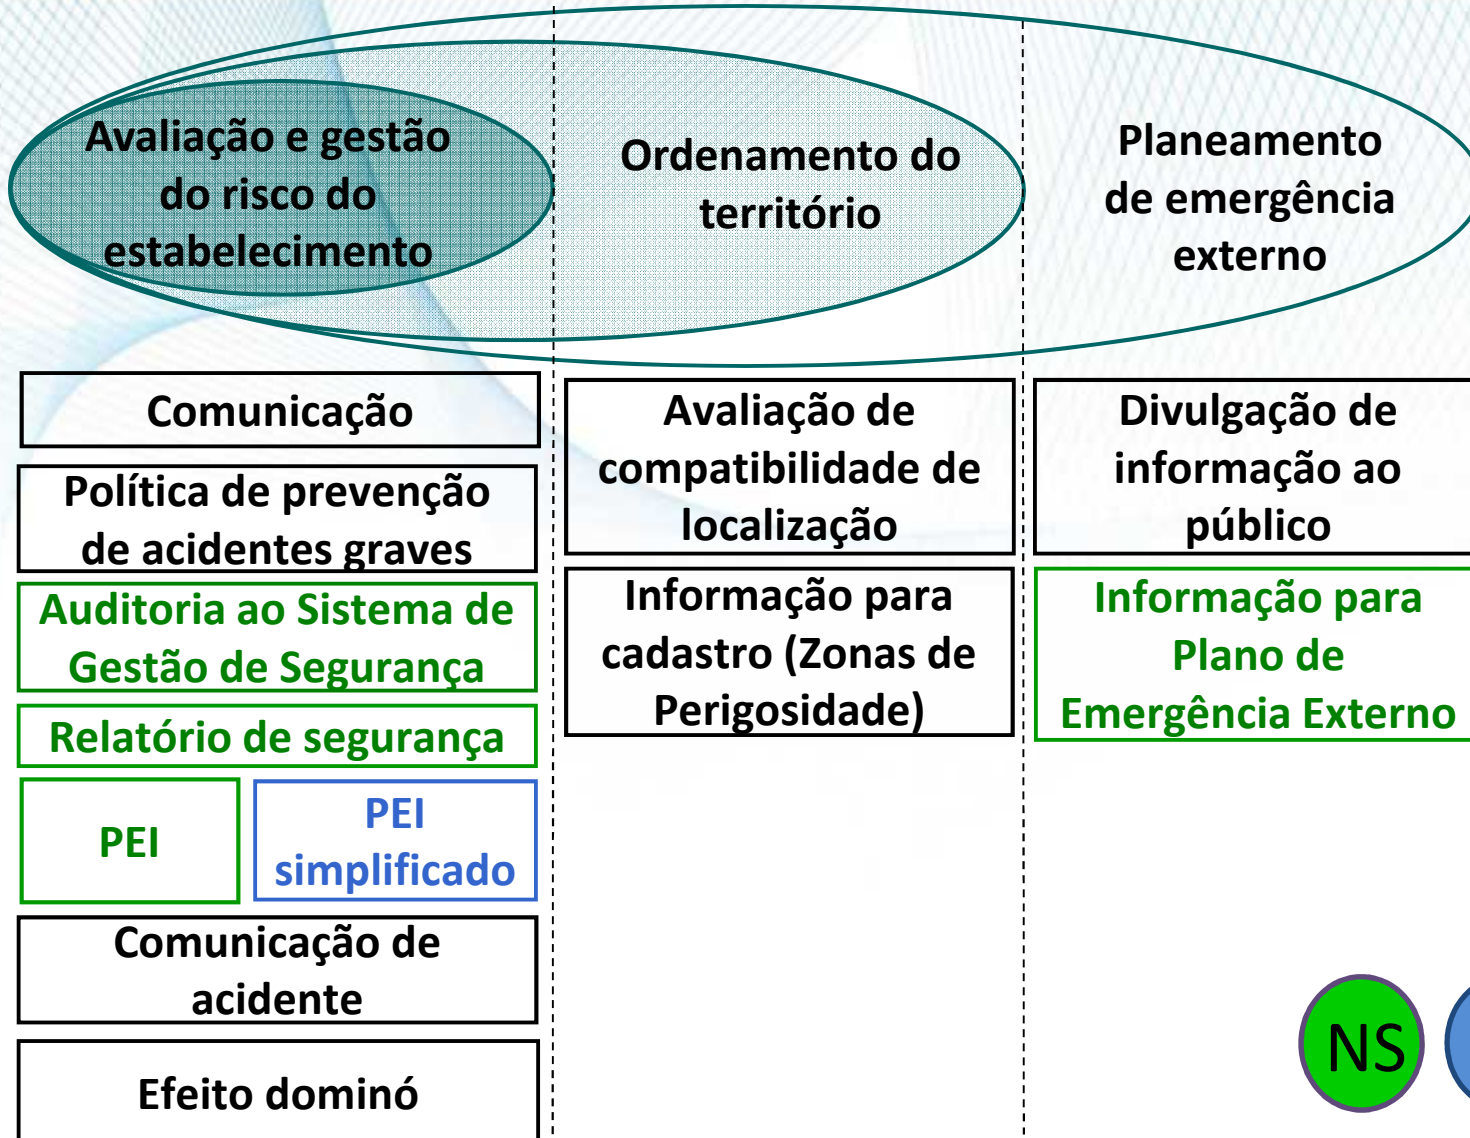 Avaliação e gestão
do risco do
estabelecimento
Ordenamento do
território
Planeamento
de emergência
externo
Comunicação
Política de prevenção
de acidentes graves
Auditoria ao Sistema de
Gestão de Segurança
Relatório de segurança
PEI
PEI
simplificado
Comunicação de
acidente
Efeito dominó
Avaliação de
compatibilidade de
localização
Informação para
cadastro (Zonas de
Perigosidade)
Divulgação de
informação ao
público
Informação para
Plano de
Emergência Externo
NS